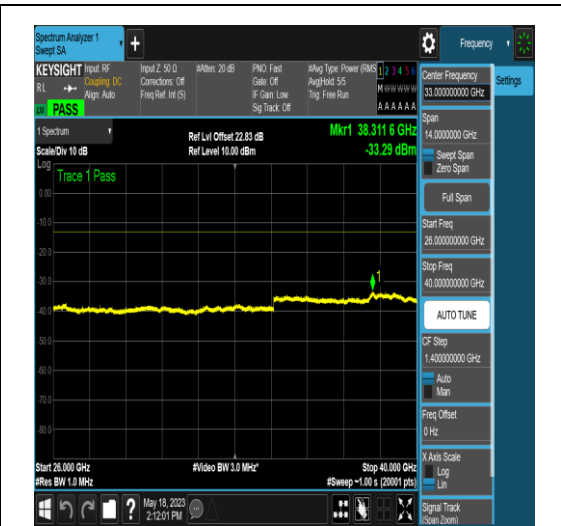 Spectrum Analyzer 1
Swept SA
Frequency
KEYSIGHT
RL
PASS
Input: RF
Coupling: DC
Align: Auto
Input Z: 50 Ω
Corrections: Off
Freq Ref: Int (S)
#Atten: 20 dB
PNO: Fast
Gate: Off
IF Gain: Low
Sig Track: Off
#Avg Type: Power (RMS
Avg|Hold: 5/5
Trig: Free Run
1 2 3 4 5 6
M W W W W W
A A A A A A
1 Spectrum
Scale/Div 10 dB
Ref Lvl Offset 22.83 dB
Ref Level 10.00 dBm
Mkr1 38.311 6 GHz
-33.29 dBm
Log
Trace 1 Pass
0.00
-10.0
-20.0
-30.0
-40.0
-50.0
-60.0
-70.0
-80.0
1
Start 26.000 GHz
#Res BW 1.0 MHz
#Video BW 3.0 MHz*
Stop 40.000 GHz
#Sweep ~1.00 s (20001 pts)
May 18, 2023
2:12:01 PM
Center Frequency
33.000000000 GHz
Settings
Span
14.0000000 GHz
Swept Span
Zero Span
Full Span
Start Freq
26.000000000 GHz
Stop Freq
40.000000000 GHz
AUTO TUNE
CF Step
1.400000000 GHz
Auto
Man
Freq Offset
0 Hz
X Axis Scale
Log
Lin
Signal Track
(Span Zoom)